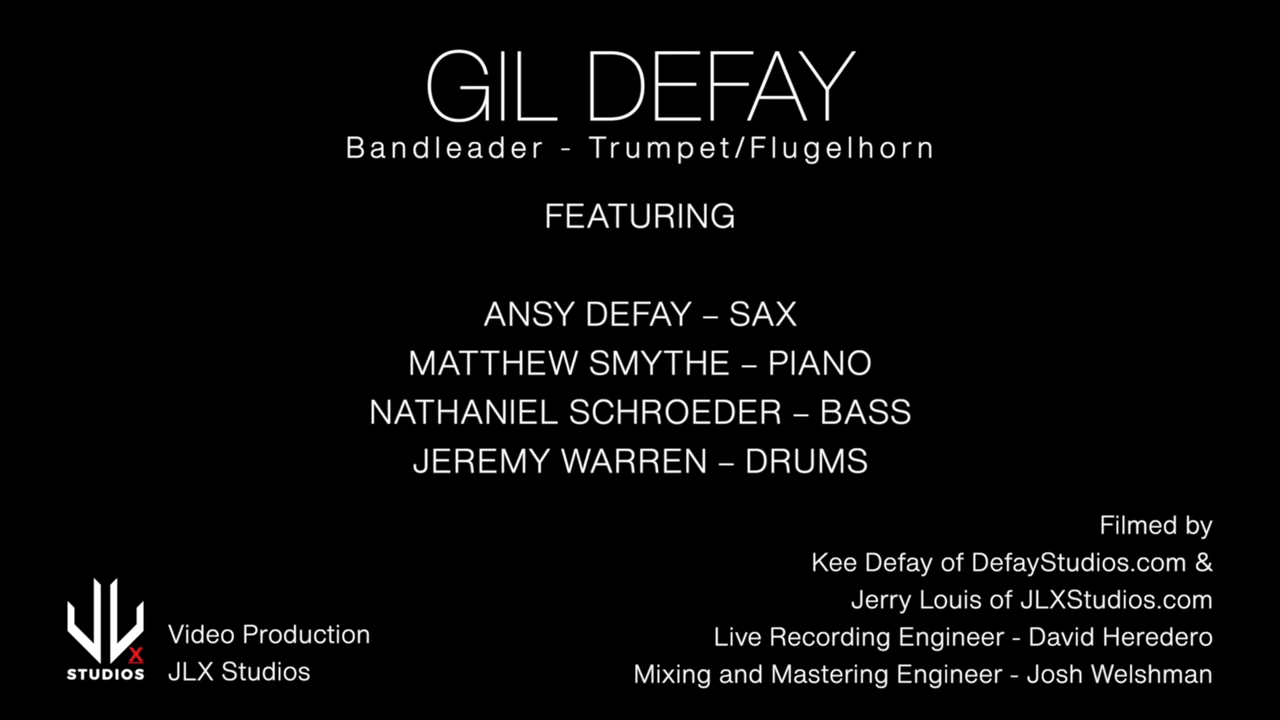 GIL DEFAY
Bandleader - Trumpet/Flugelhorn
FEATURING
ANSY DEFAY – SAX
MATTHEW SMYTHE – PIANO
NATHANIEL SCHROEDER – BASS
JEREMY WARREN – DRUMS
Filmed by
Kee Defay of DefayStudios.com &
Jerry Louis of JLXStudios.com
Live Recording Engineer - David Heredero
Mixing and Mastering Engineer - Josh Welshman
JLX
STUDIOS
Video Production
JLX Studios